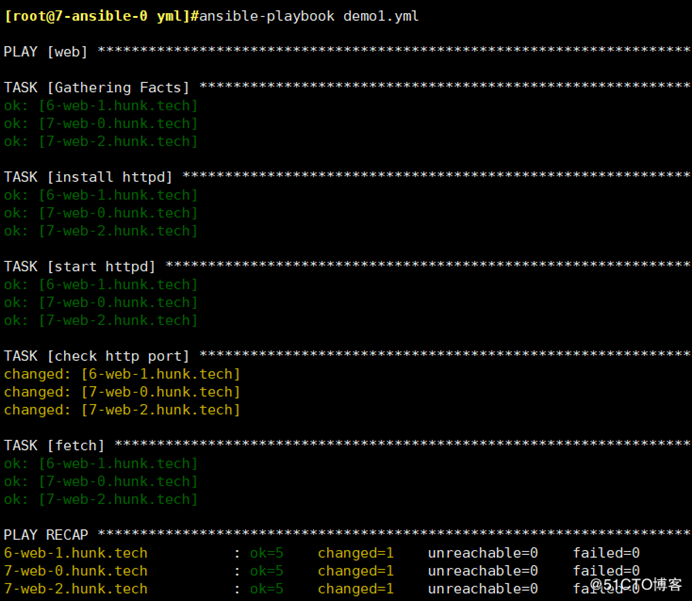 [root@7-ansible-0 yml]#ansible-playbook demo1.yml
PLAY [web] **********************************************************************
TASK [Gathering Facts] **********************************************************
ok: [6-web-1.hunk.tech]
ok: [7-web-0.hunk.tech]
ok: [7-web-2.hunk.tech]
TASK [install httpd] ************************************************************
ok: [6-web-1.hunk.tech]
ok: [7-web-0.hunk.tech]
ok: [7-web-2.hunk.tech]
TASK [start httpd] **************************************************************
ok: [6-web-1.hunk.tech]
ok: [7-web-0.hunk.tech]
ok: [7-web-2.hunk.tech]
TASK [check http port] **********************************************************
changed: [6-web-1.hunk.tech]
changed: [7-web-0.hunk.tech]
changed: [7-web-2.hunk.tech]
TASK [fetch] ********************************************************************
ok: [6-web-1.hunk.tech]
ok: [7-web-0.hunk.tech]
ok: [7-web-2.hunk.tech]
PLAY RECAP **********************************************************************
6-web-1.hunk.tech          : ok=5    changed=1    unreachable=0    failed=0
7-web-0.hunk.tech          : ok=5    changed=1    unreachable=0    failed=0
7-web-2.hunk.tech          : ok=5    changed=1    unreachable=0    failed=0
@51CTO博客